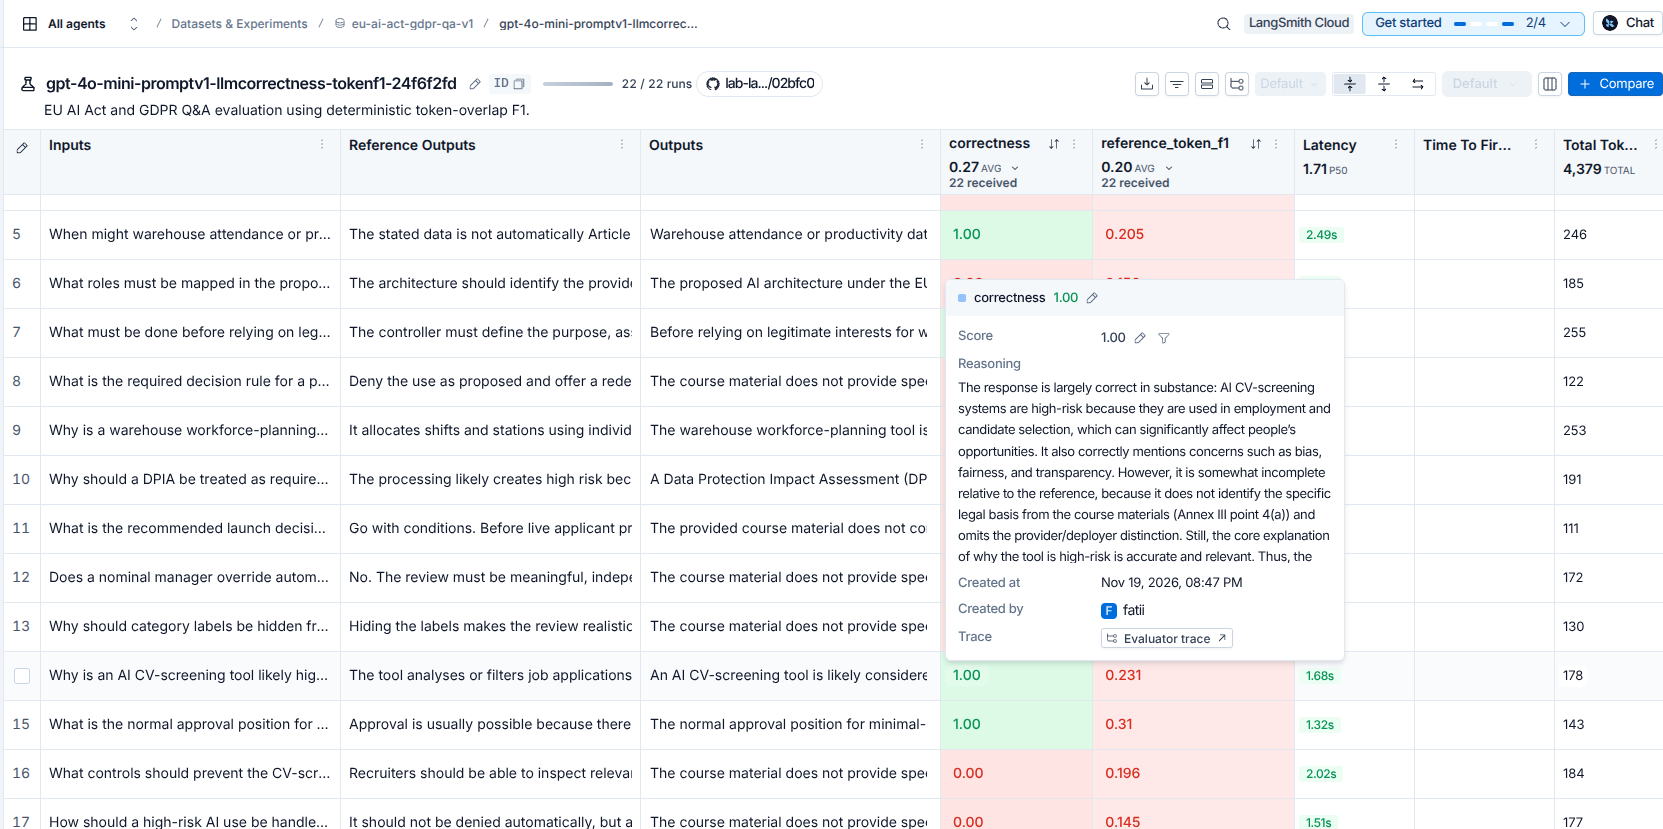 All agents / Datasets & Experiments / eu-ai-act-gdpr-qa-v1 / gpt-4o-mini-promptv1-llmcorrec... LangSmith Cloud Get started 2/4 Chat
gpt-4o-mini-promptv1-llmcorrectness-tokenf1-24f6f2fd ID 22 / 22 runs lab-la.../02bfc0 Default Default + Compare
EU AI Act and GDPR Q&A evaluation using deterministic token-overlap F1.
Inputs Reference Outputs Outputs correctness reference_token_f1 Latency Time To Fir... Total Tok...
0.27 AVG 0.20 AVG 1.71 P50 4,379 TOTAL
22 received 22 received
5 When might warehouse attendance or pr... The stated data is not automatically Article Warehouse attendance or productivity dat 1.00 0.205 2.49s 246
6 What roles must be mapped in the propo... The architecture should identify the provide The proposed AI architecture under the EU 185
correctness 1.00
7 What must be done before relying on leg... The controller must define the purpose, as Before relying on legitimate interests for w 255
Score 1.00
Reasoning
8 What is the required decision rule for a p... Deny the use as proposed and offer a rede The course material does not provide spe 122
The response is largely correct in substance: AI CV-screening
systems are high-risk because they are used in employment and
9 Why is a warehouse workforce-planning... It allocates shifts and stations using individ The warehouse workforce-planning tool is 253
candidate selection, which can significantly affect people's
opportunities. It also correctly mentions concerns such as bias,
10 Why should a DPIA be treated as require... The processing likely creates high risk bec A Data Protection Impact Assessment (DP 191
fairness, and transparency. However, it is somewhat incomplete
relative to the reference, because it does not identify the specific
11 What is the recommended launch decisi... Go with conditions. Before live applicant pr The provided course material does not co 111
legal basis from the course materials (Annex III point 4(a)) and
omits the provider/deployer distinction. Still, the core explanation
of why the tool is high-risk is accurate and relevant. Thus, the
12 Does a nominal manager override autom... No. The review must be meaningful, indepe The course material does not provide spe 172
Created at Nov 19, 2026, 08:47 PM
Created by F fatii
13 Why should category labels be hidden fr... Hiding the labels makes the review realistic The course material does not provide spe 130
Trace Evaluator trace
Why is an AI CV-screening tool likely hig... The tool analyses or filters job applications An AI CV-screening tool is likely considere 1.00 0.231 1.68s 178
15 What is the normal approval position for ... Approval is usually possible because there The normal approval position for minimal- 1.00 0.31 1.32s 143
16 What controls should prevent the CV-scr... Recruiters should be able to inspect releva The course material does not provide spe 0.00 0.196 2.02s 184
17 How should a high-risk AI use be handle... It should not be denied automatically, but a The course material does not provide spe 0.00 0.145 1.51s 177